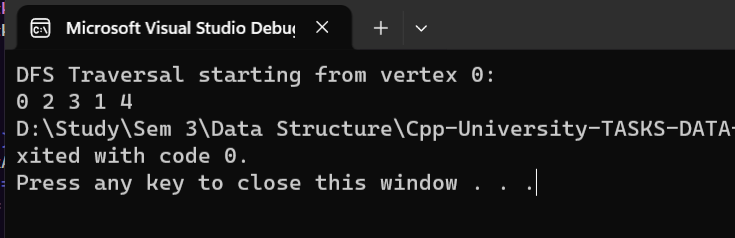 Microsoft Visual Studio Debu
DFS Traversal starting from vertex 0:
0 2 3 1 4
D:\Study\Sem 3\Data Structure\Cpp-University-TASKS-DATA-
xited with code 0.
Press any key to close this window . . .